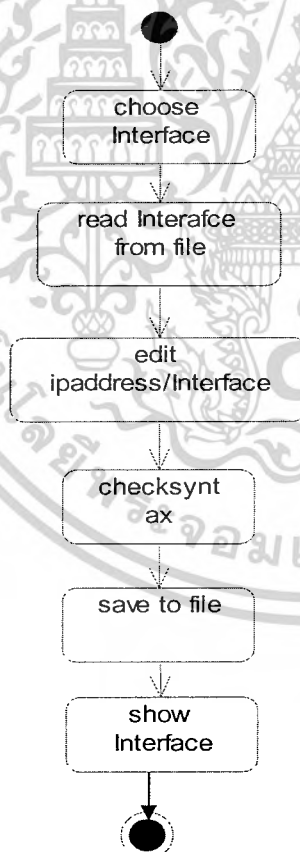 choose
Interface
read Interafce
from file
edit
ipaddress/Interface
checksynt
ax
save to file
show
Interface